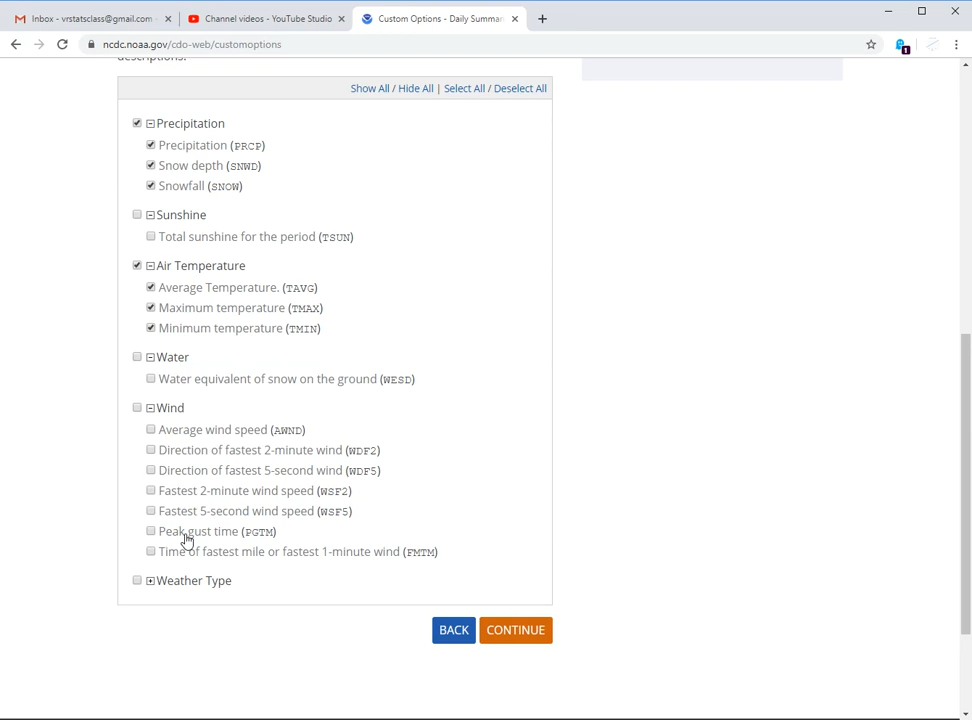 Inbox - vrstatsclass@gmail.com -
Channel videos - YouTube Studio
Custom Options - Daily Summar
ncdc.noaa.gov/cdo-web/customoptions
1
descriptions.
Show All / Hide All | Select All / Deselect All
Precipitation
Precipitation (PRCP)
Snow depth (SNWD)
Snowfall (SNOW)
Sunshine
Total sunshine for the period (TSUN)
Air Temperature
Average Temperature. (TAVG)
Maximum temperature (TMAX)
Minimum temperature (TMIN)
Water
Water equivalent of snow on the ground (WESD)
Wind
Average wind speed (AWND)
Direction of fastest 2-minute wind (WDF2)
Direction of fastest 5-second wind (WDF5)
Fastest 2-minute wind speed (WSF2)
Fastest 5-second wind speed (WSF5)
Peak gust time (PGTM)
Time of fastest mile or fastest 1-minute wind (FMTM)
Weather Type
BACK CONTINUE